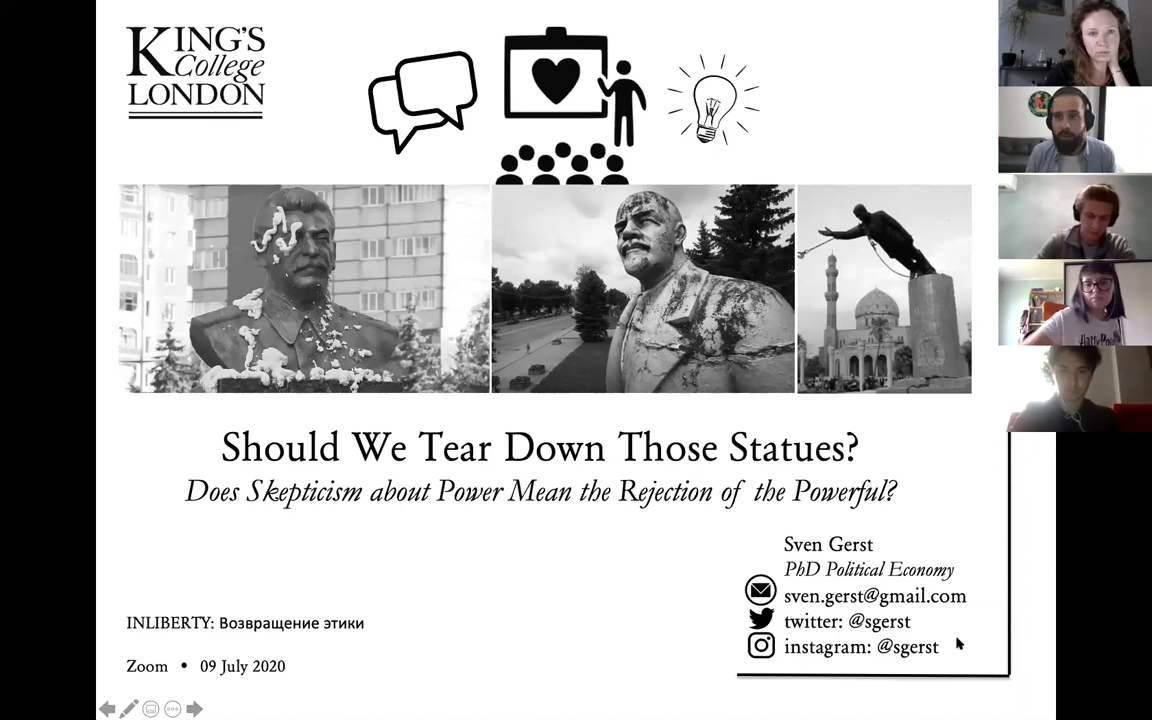 KING'S
College
LONDON
Should We Tear Down Those Statues?
Does Skepticism about Power Mean the Rejection of the Powerful?
Sven Gerst
PhD Political Economy
sven.gerst@gmail.com
twitter: @sgerst
instagram: @sgerst
INLIBERTY: Возвращение этики
Zoom • 09 July 2020